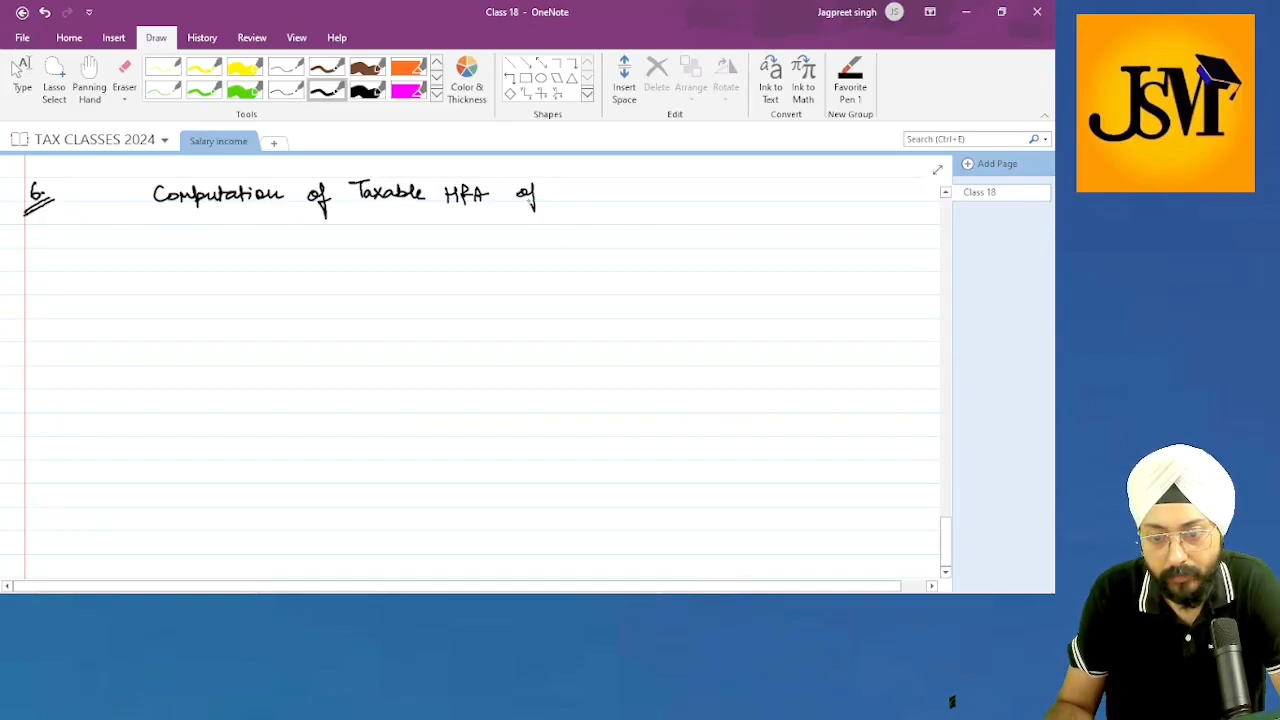 Class 18 - OneNote
Jagpreet singh JS
File Home Insert Draw History Review View Help
Type Lasso Select Panning Hand Eraser
Color & Thickness
Insert Space Delete Arrange Rotate
Ink to Text Ink to Math
Favorite Pen 1
Tools Shapes Edit Convert New Group
TAX CLASSES 2024 Salary income
Search (Ctrl+E)
Add Page
Class 18
6. Computation of Taxable HRA of
JSM